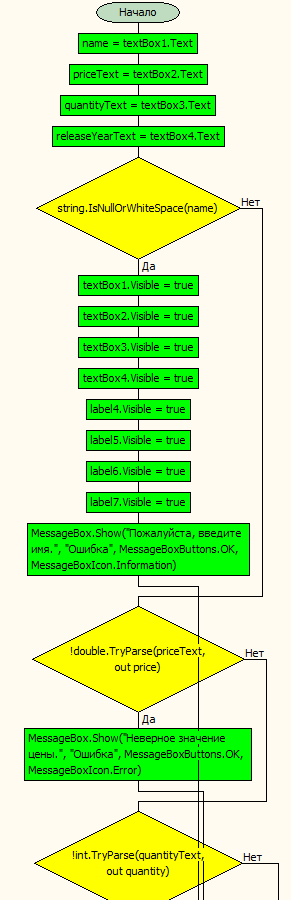 Начало
name = textBox1.Text
priceText = textBox2.Text
quantityText = textBox3.Text
releaseYearText = textBox4.Text
string.IsNullOrWhiteSpace(name)
Нет
Да
textBox1.Visible = true
textBox2.Visible = true
textBox3.Visible = true
textBox4.Visible = true
label4.Visible = true
label5.Visible = true
label6.Visible = true
label7.Visible = true
MessageBox.Show("Пожалуйста, введите
имя.", "Ошибка", MessageBoxButtons.OK,
MessageBoxIcon.Information)
!double.TryParse(priceText,
out price)
Нет
Да
MessageBox.Show("Неверное значение
цены.", "Ошибка", MessageBoxButtons.OK,
MessageBoxIcon.Error)
!int.TryParse(quantityText,
out quantity)
Нет